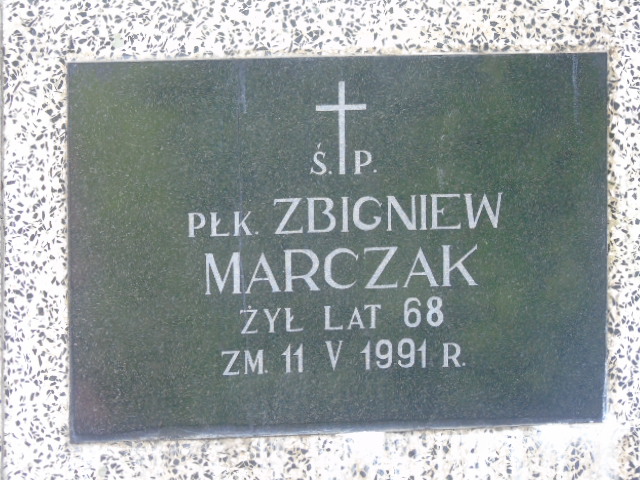 Ś. P.
PŁK. ZBIGNIEW
MARCZAK
ŻYŁ LAT 68
ZM. 11 V 1991 R.